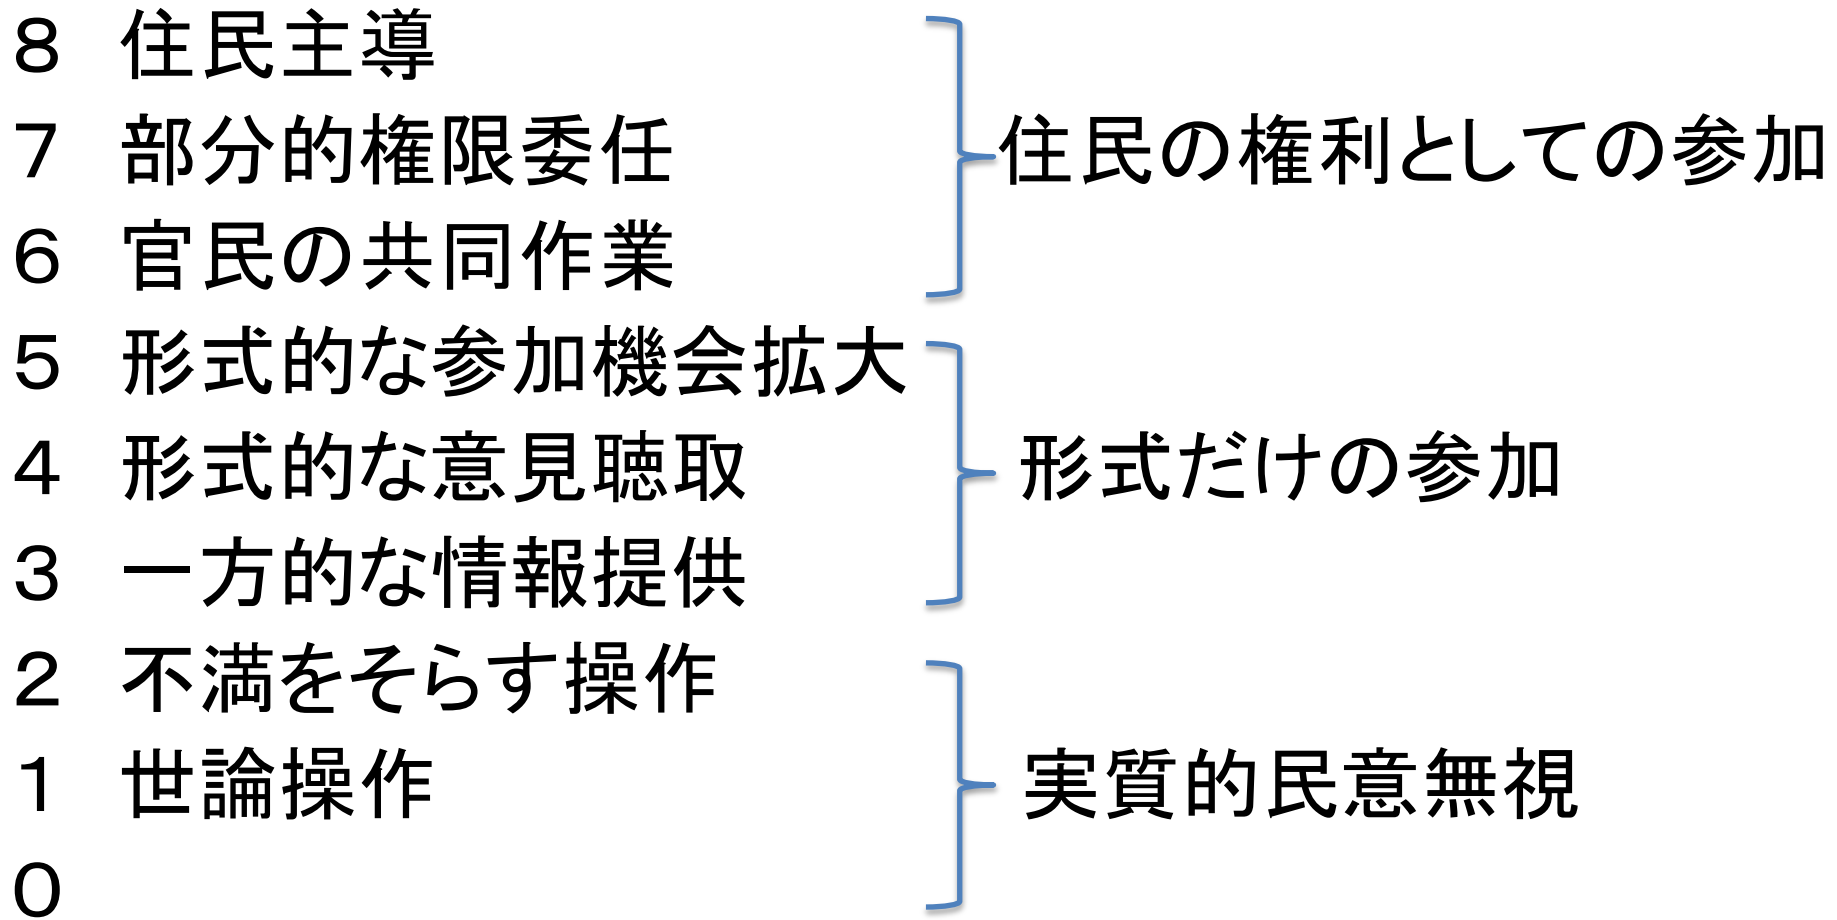 ８ 住民主導
７ 部分的権限委任 住民の権利としての参加
６ 官民の共同作業
５ 形式的な参加機会拡大
４ 形式的な意見聴取 形式だけの参加
３ 一方的な情報提供
２ 不満をそらす操作
１ 世論操作 実質的民意無視
０